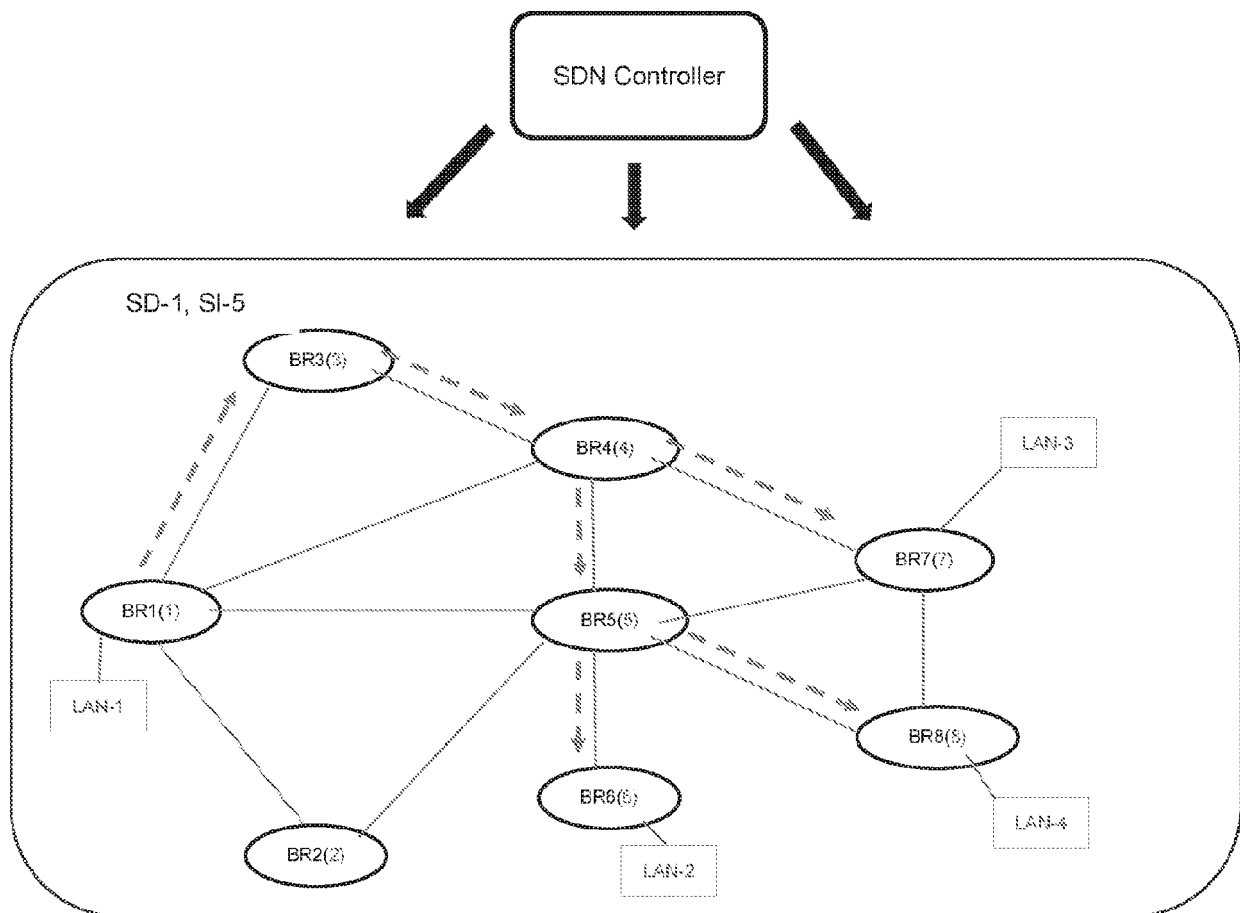 SDN Controller
SD-1, SI-5
BR3(3)
BR4(4)
LAN-3
BR7(7)
BR1(1)
BR5(5)
LAN-1
BR8(8)
BR6(6)
LAN-4
BR2(2)
LAN-2